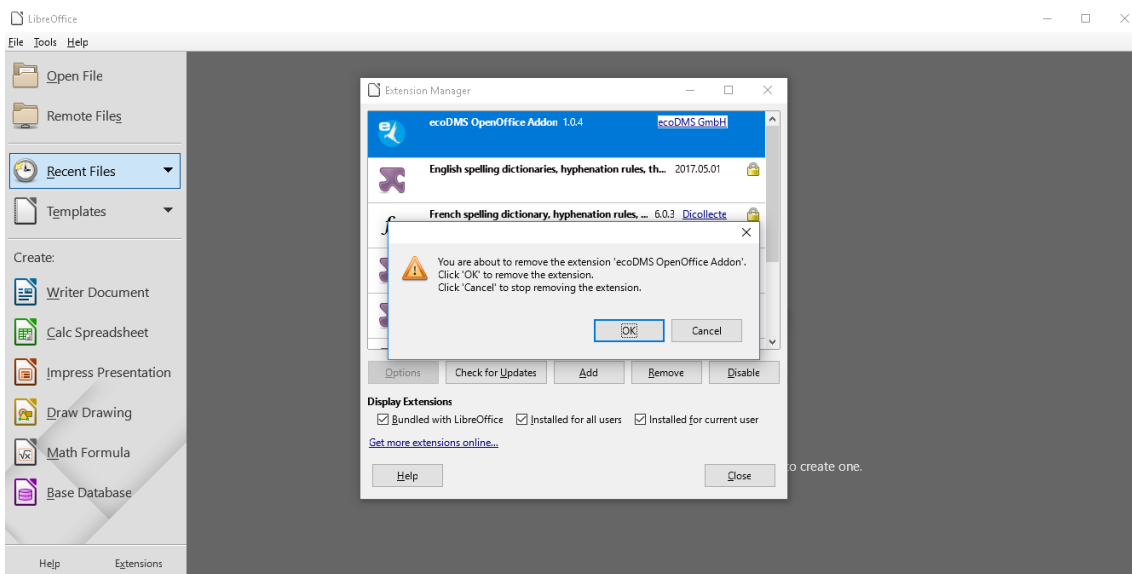 LibreOffice
File Tools Help
Open File
Remote Files
Recent Files
Templates
Create:
Writer Document
Calc Spreadsheet
Impress Presentation
Draw Drawing
Math Formula
Base Database
Help Extensions
Extension Manager
ecoDMS OpenOffice Addon 1.0.4 ecoDMS GmbH
English spelling dictionaries, hyphenation rules, th... 2017.05.01
French spelling dictionary, hyphenation rules, ... 6.0.3 Dicollecte
You are about to remove the extension 'ecoDMS OpenOffice Addon'.
Click 'OK' to remove the extension.
Click 'Cancel' to stop removing the extension.
OK Cancel
Options Check for Updates Add Remove Disable
Display Extensions
Bundled with LibreOffice Installed for all users Installed for current user
Get more extensions online...
Help Close
to create one.